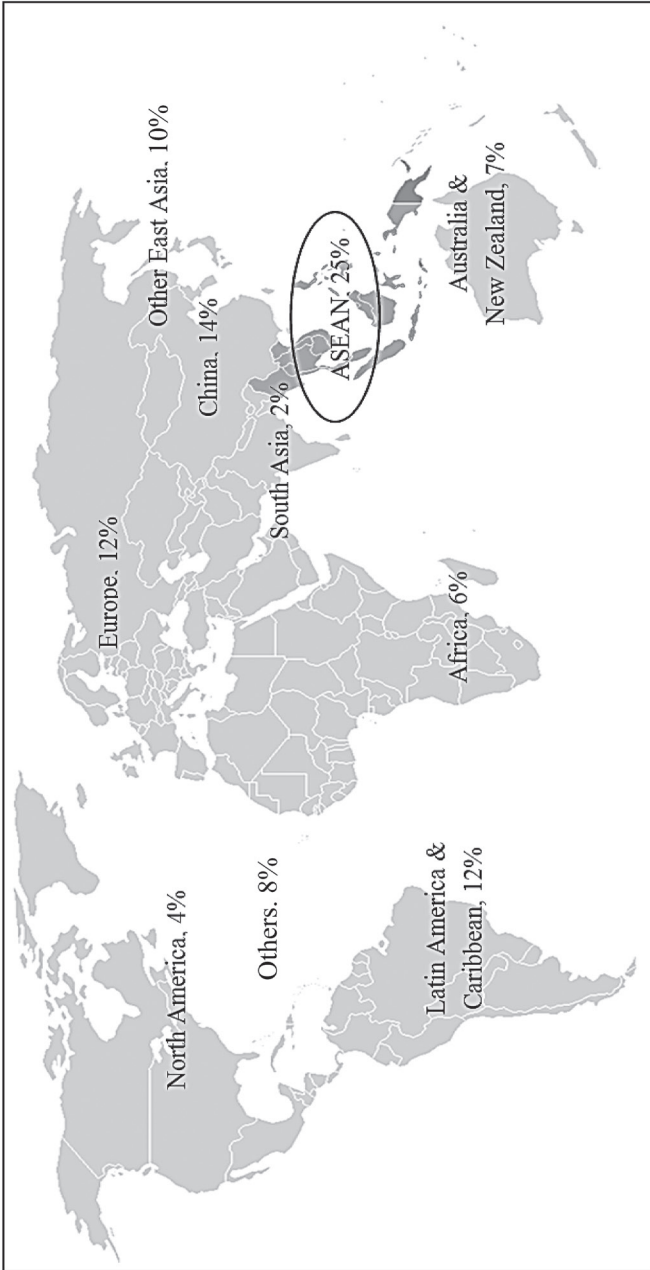 North America, 4%
Others. 8%
Latin America &
Caribbean, 12%
Europe. 12%
Africa, 6%
South Asia, 2%
China. 14%
Other East Asia. 10%
ASEAN. 25%
Australia &
New Zealand, 7%